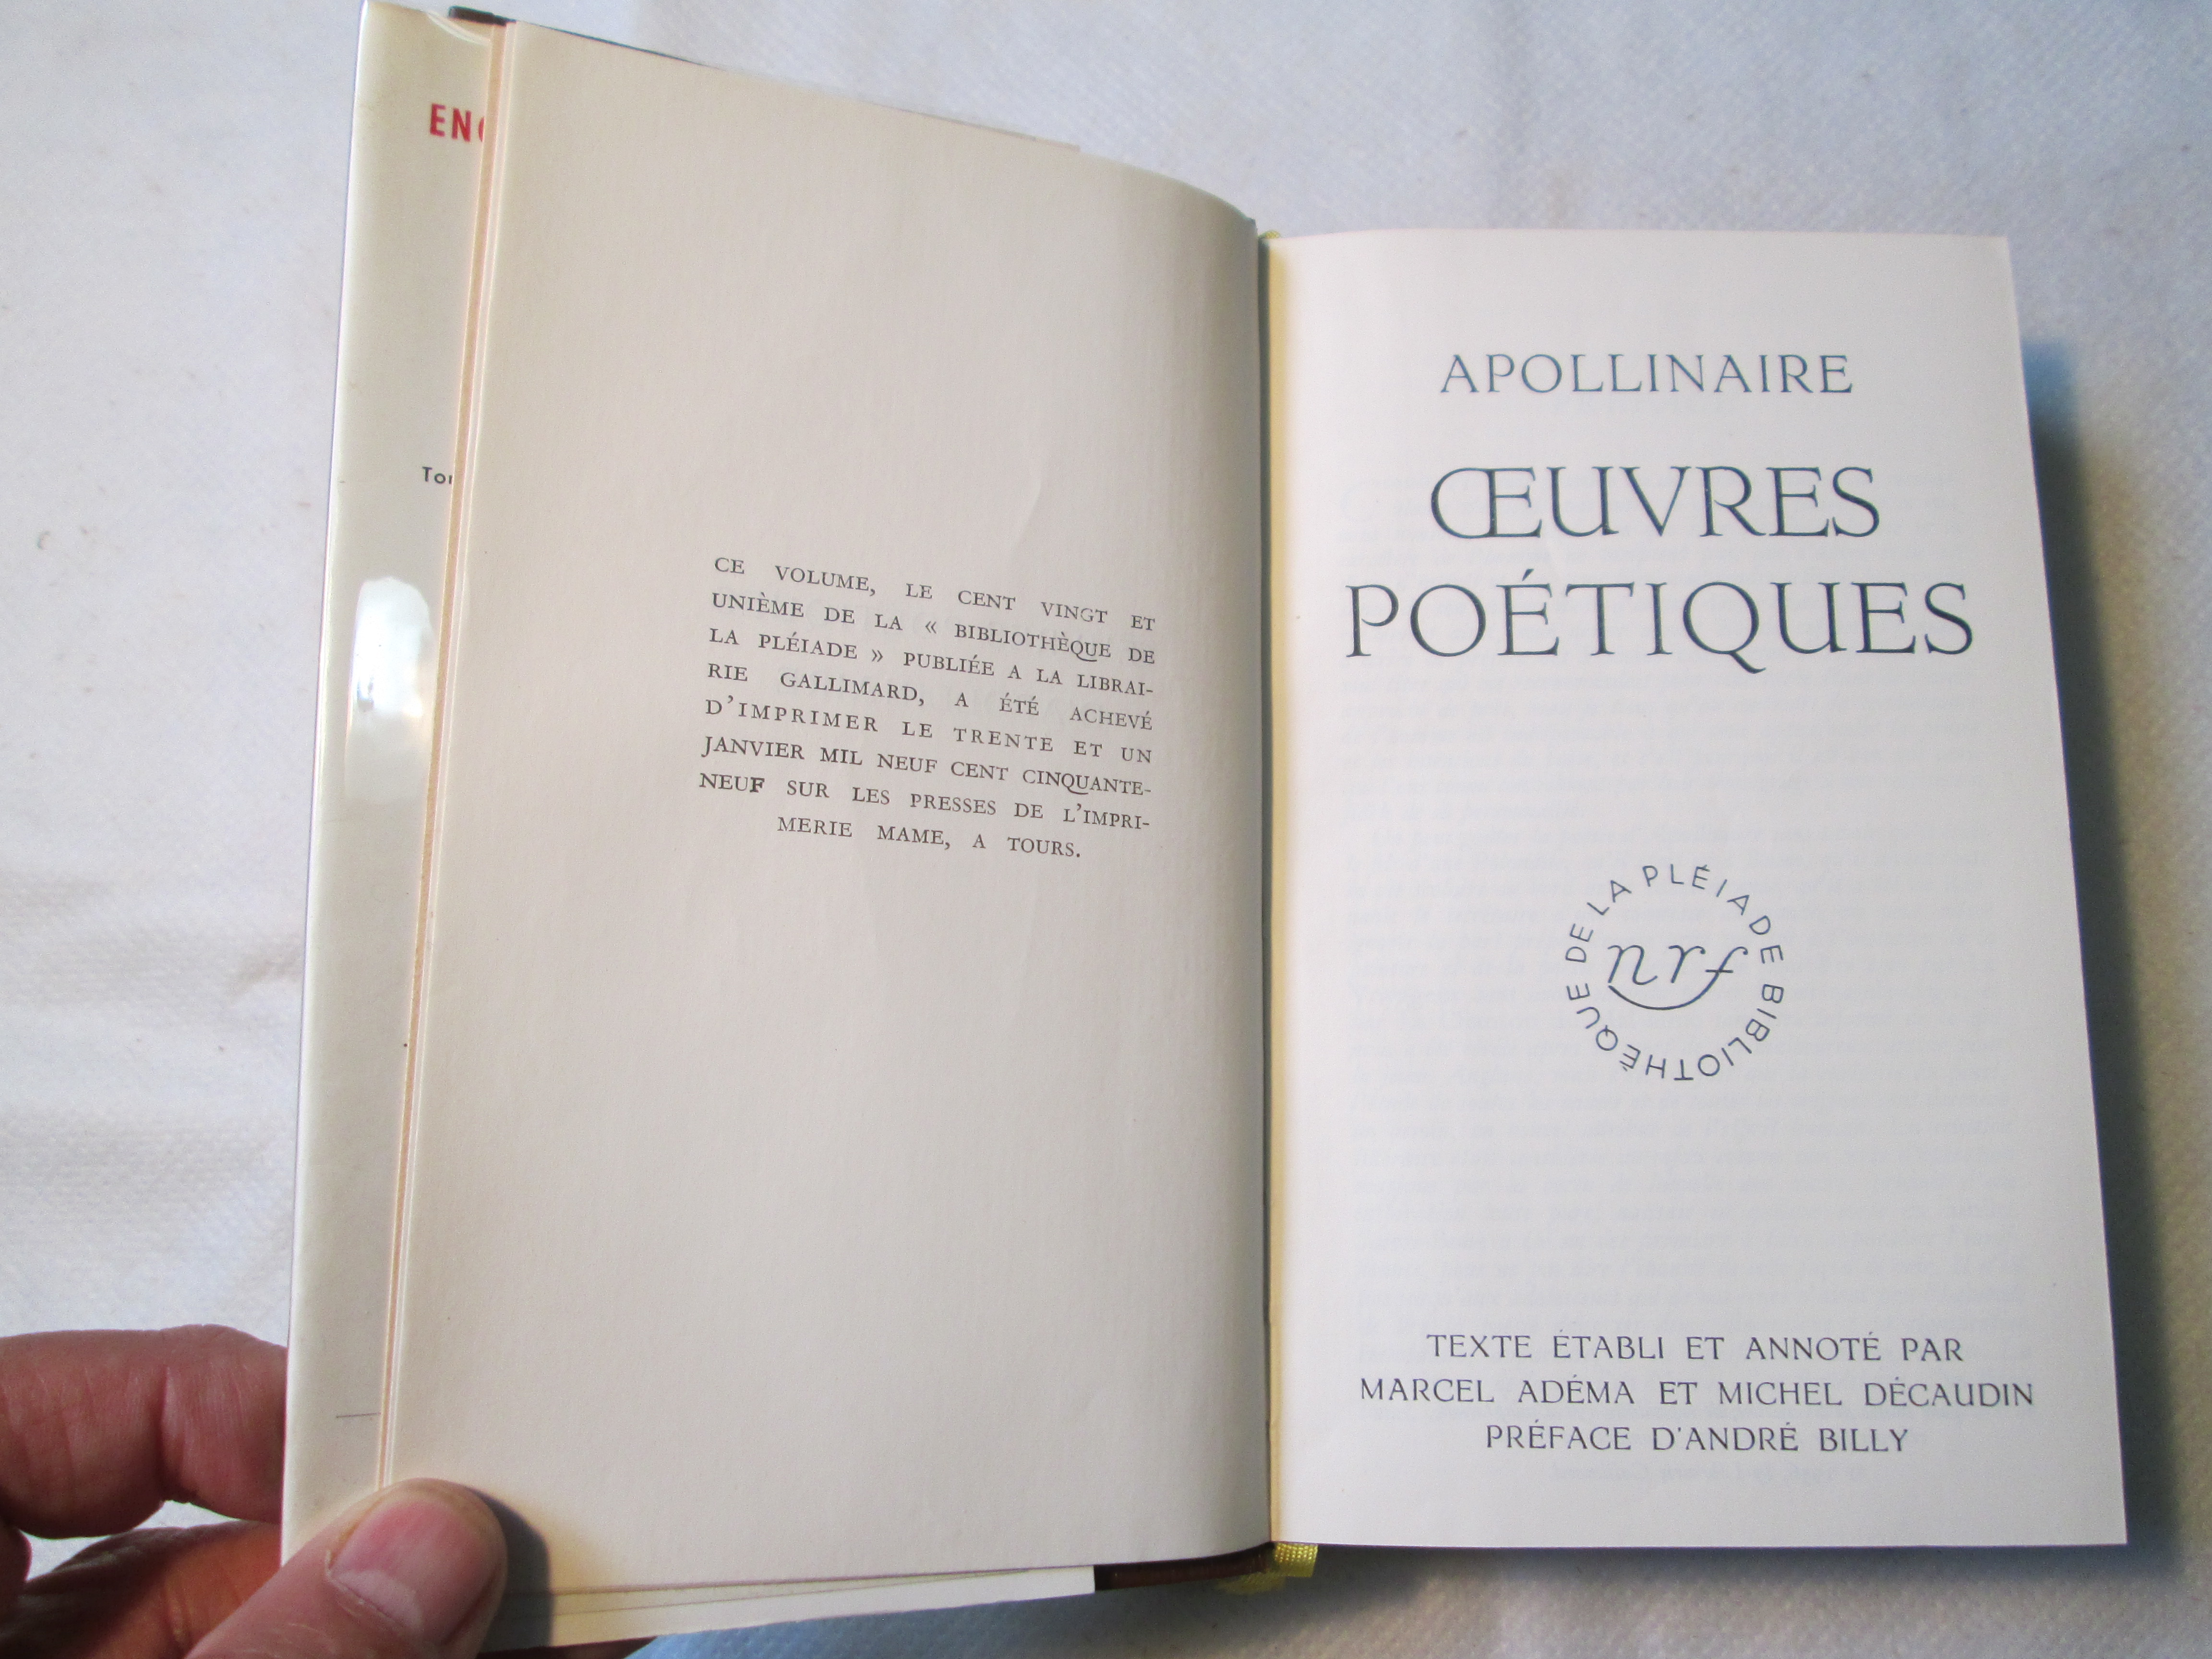 CE VOLUME, LE CENT VINGT ET
UNIÈME DE LA « BIBLIOTHÈQUE DE
LA PLÉIADE » PUBLIÉE A LA LIBRAI-
RIE GALLIMARD, A ÉTÉ ACHEVÉ
D'IMPRIMER LE TRENTE ET UN
JANVIER MIL NEUF CENT CINQUANTE-
NEUF SUR LES PRESSES DE L'IMPRI-
MERIE MAME, A TOURS.
APOLLINAIRE
ŒUVRES
POÉTIQUES
BIBLIOTHÈQUE DE LA PLÉIADE
nrf
TEXTE ÉTABLI ET ANNOTÉ PAR
MARCEL ADÉMA ET MICHEL DÉCAUDIN
PRÉFACE D'ANDRÉ BILLY